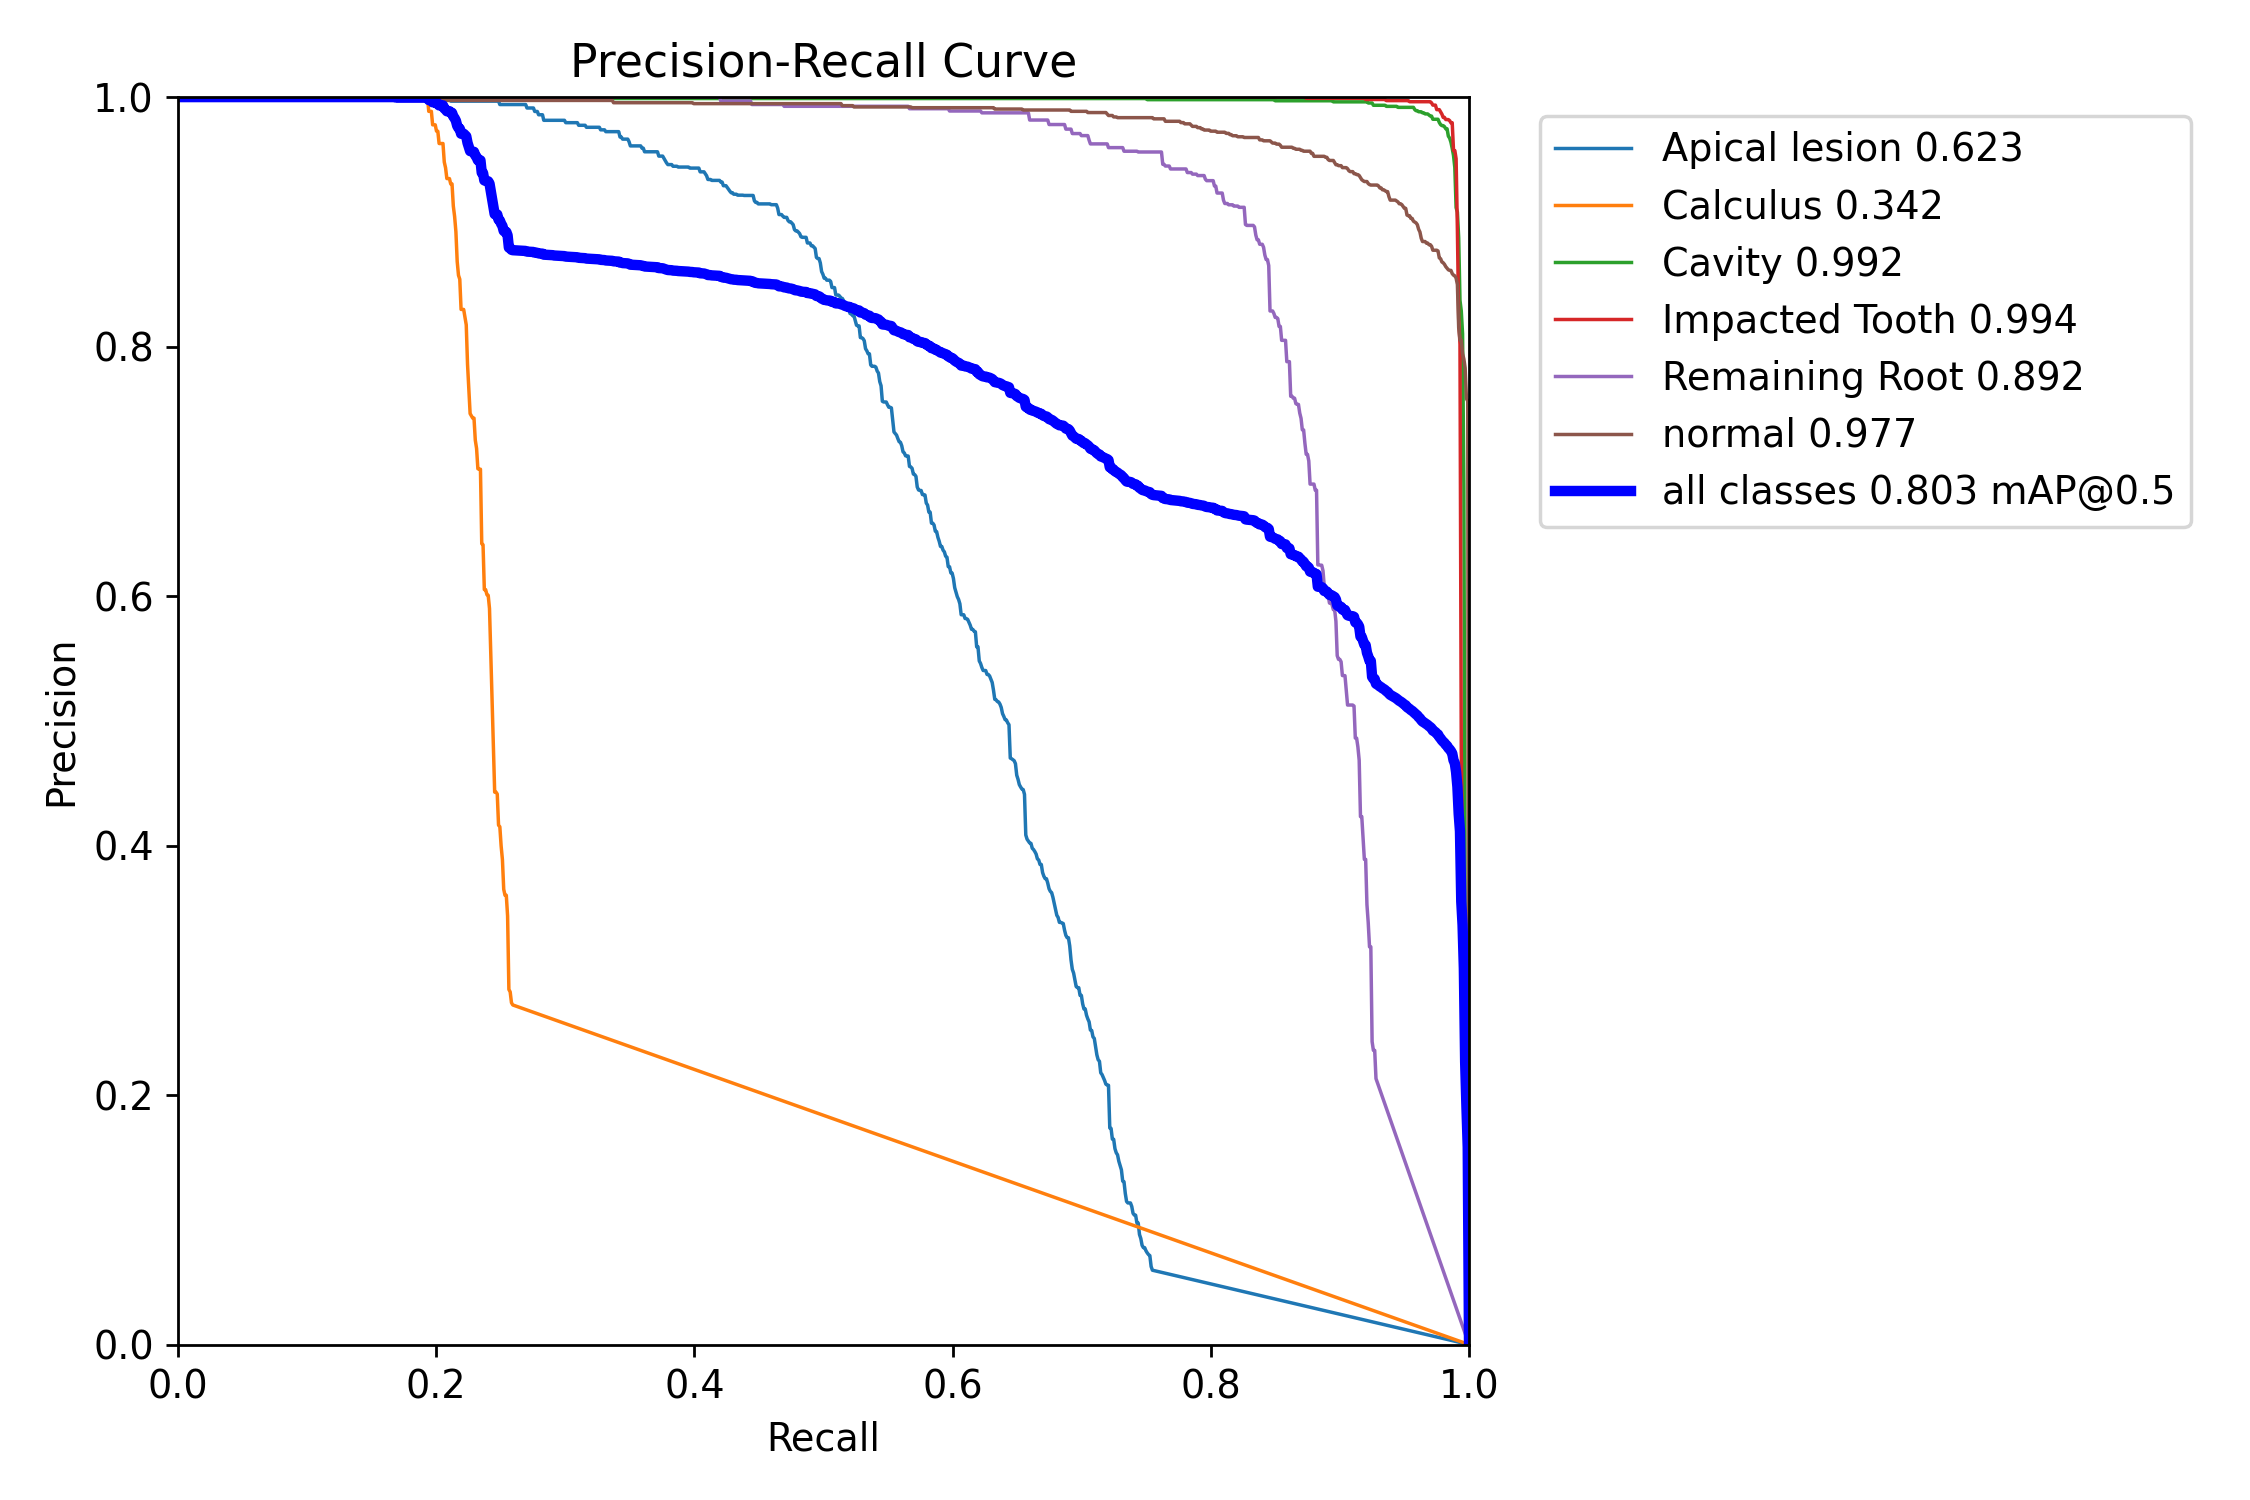 Precision-Recall Curve
1.0
0.8
0.6
0.4
0.2
0.0
Precision
0.0 0.2 0.4 0.6 0.8 1.0
Recall
Apical lesion 0.623
Calculus 0.342
Cavity 0.992
Impacted Tooth 0.994
Remaining Root 0.892
normal 0.977
all classes 0.803 mAP@0.5